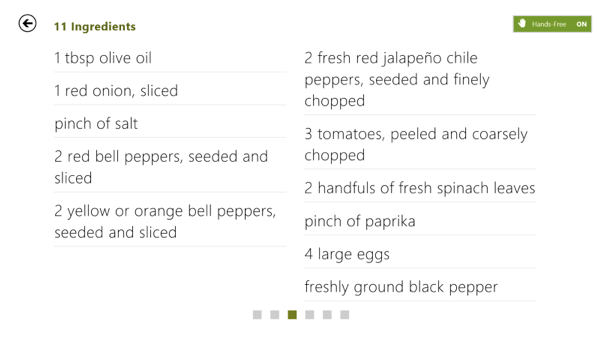 11 Ingredients
Hands-Free ON
1 tbsp olive oil
1 red onion, sliced
pinch of salt
2 red bell peppers, seeded and
sliced
2 yellow or orange bell peppers,
seeded and sliced
2 fresh red jalapeño chile
peppers, seeded and finely
chopped
3 tomatoes, peeled and coarsely
chopped
2 handfuls of fresh spinach leaves
pinch of paprika
4 large eggs
freshly ground black pepper